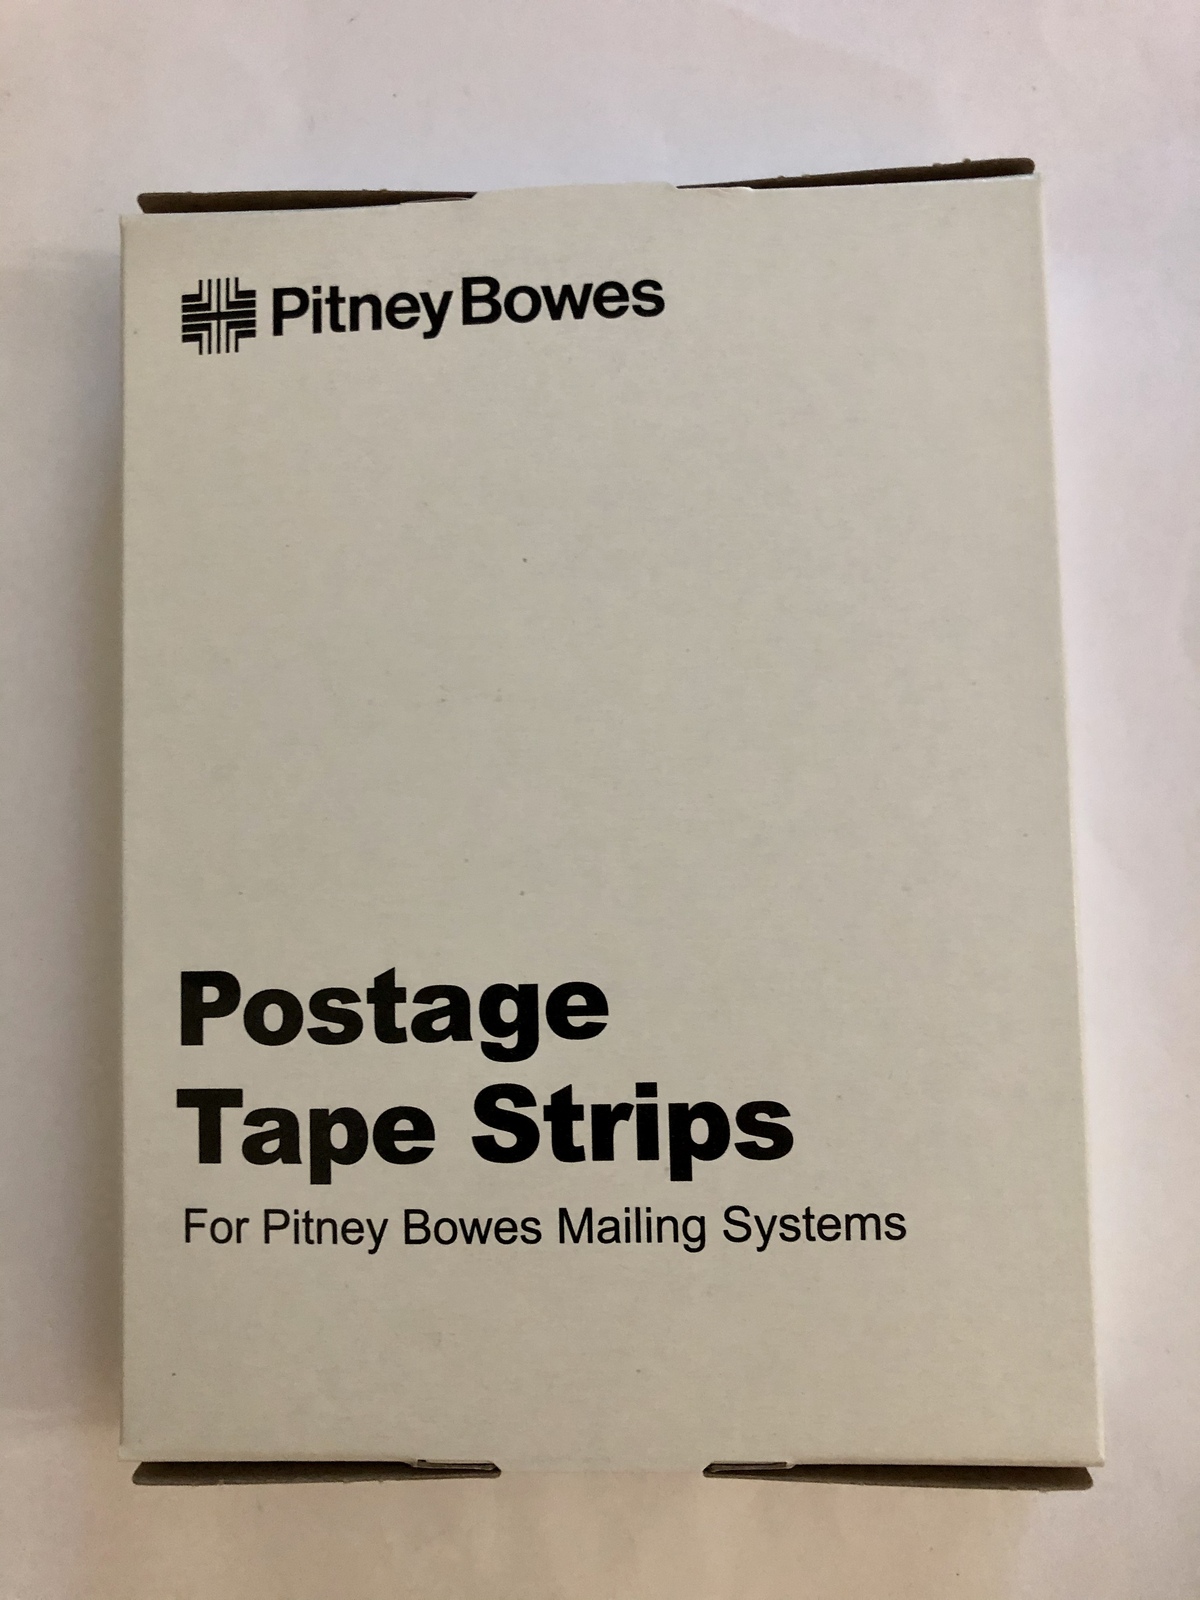 Pitney Bowes
Postage
Tape Strips
For Pitney Bowes Mailing Systems